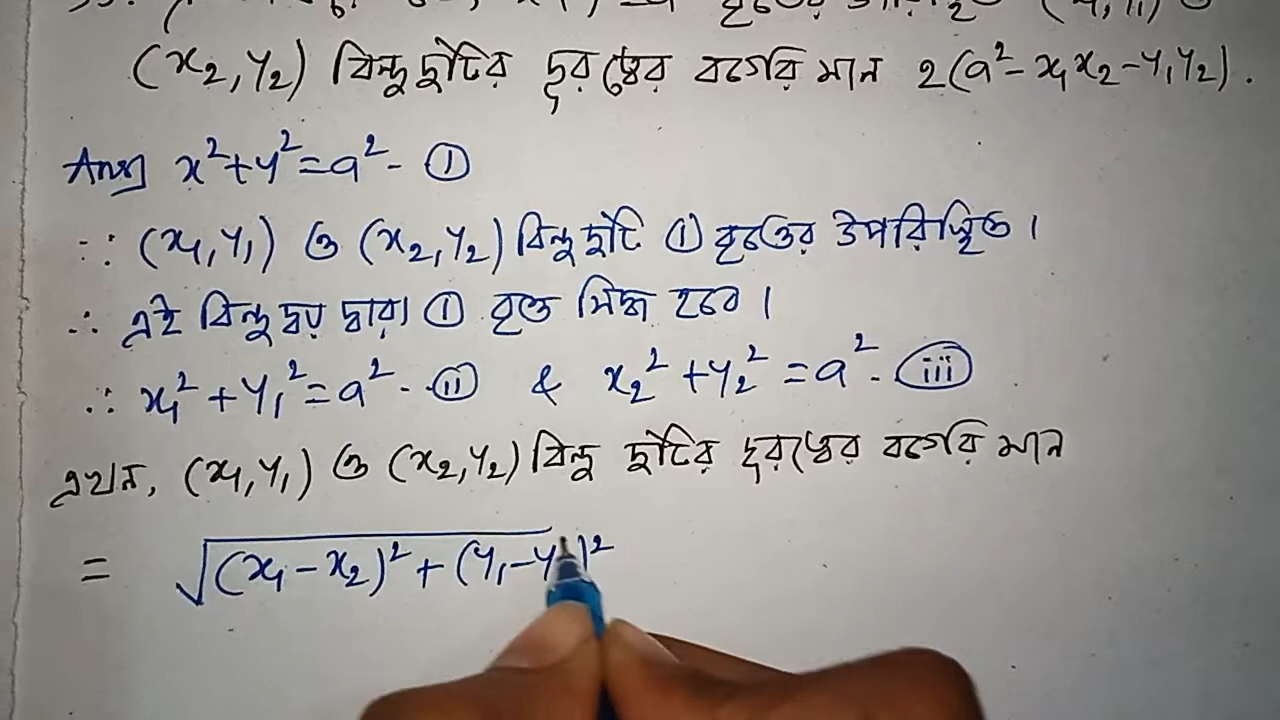 (x₂, y₂) বিন্দু দুটির দূরত্বের বর্গের মান 2(a² - x₁x₂ - y₁y₂).
Ans, x² + y² = a² - ①
∵ (x₁, y₁) ও (x₂, y₂) বিন্দু দুটি ① বৃত্তের উপরিস্থিত।
∴ এই বিন্দুদ্বয় দ্বারা ① বৃত্ত সিদ্ধ হবে।
∴ x₁² + y₁² = a² - ⅱ & x₂² + y₂² = a² - ⅲ
এখন, (x₁, y₁) ও (x₂, y₂) বিন্দু দুটির দূরত্বের বর্গের মান
= √(x₁ - x₂)² + (y₁ - y )²